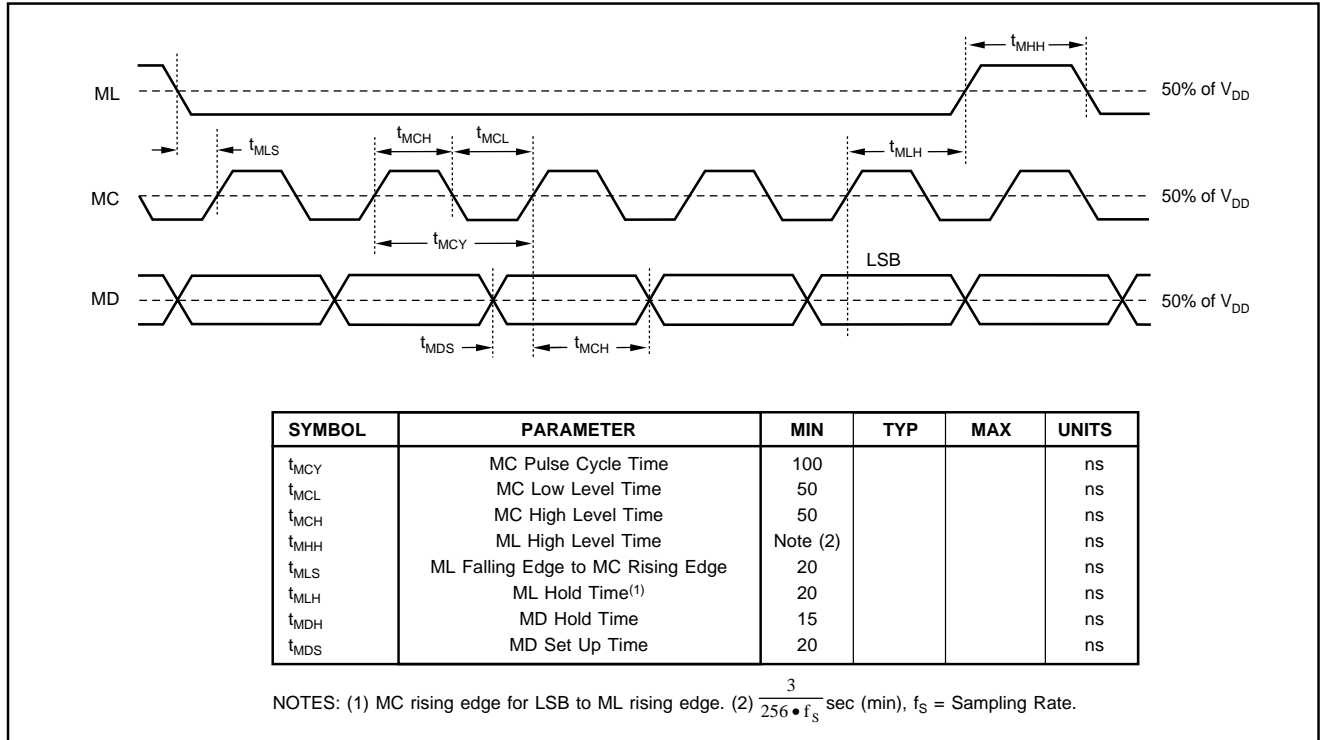 t_MHH
ML
50% of V_DD
t_MLS
t_MCH
t_MCL
t_MLH
MC
50% of V_DD
t_MCY
LSB
MD
50% of V_DD
t_MDS
t_MCH
SYMBOL PARAMETER MIN TYP MAX UNITS
t_MCY MC Pulse Cycle Time 100 ns
t_MCL MC Low Level Time 50 ns
t_MCH MC High Level Time 50 ns
t_MHH ML High Level Time Note (2) ns
t_MLS ML Falling Edge to MC Rising Edge 20 ns
t_MLH ML Hold Time(1) 20 ns
t_MDH MD Hold Time 15 ns
t_MDS MD Set Up Time 20 ns
NOTES: (1) MC rising edge for LSB to ML rising edge. (2) 3/(256 • f_S) sec (min), f_S = Sampling Rate.